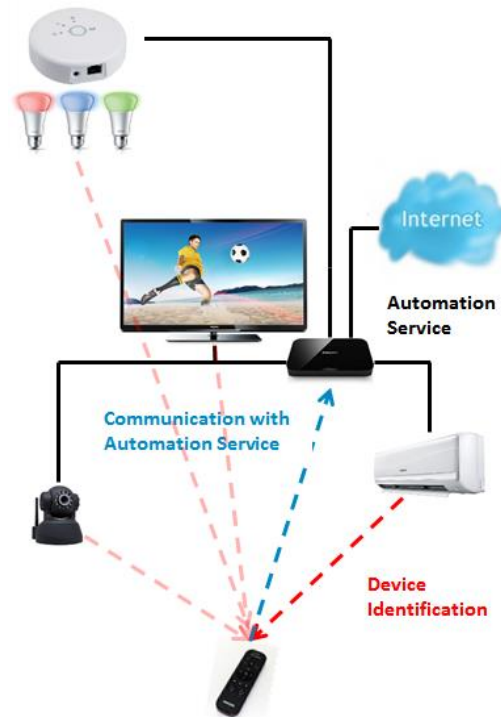 Internet
Automation
Service
Communication with
Automation Service
Device
Identification